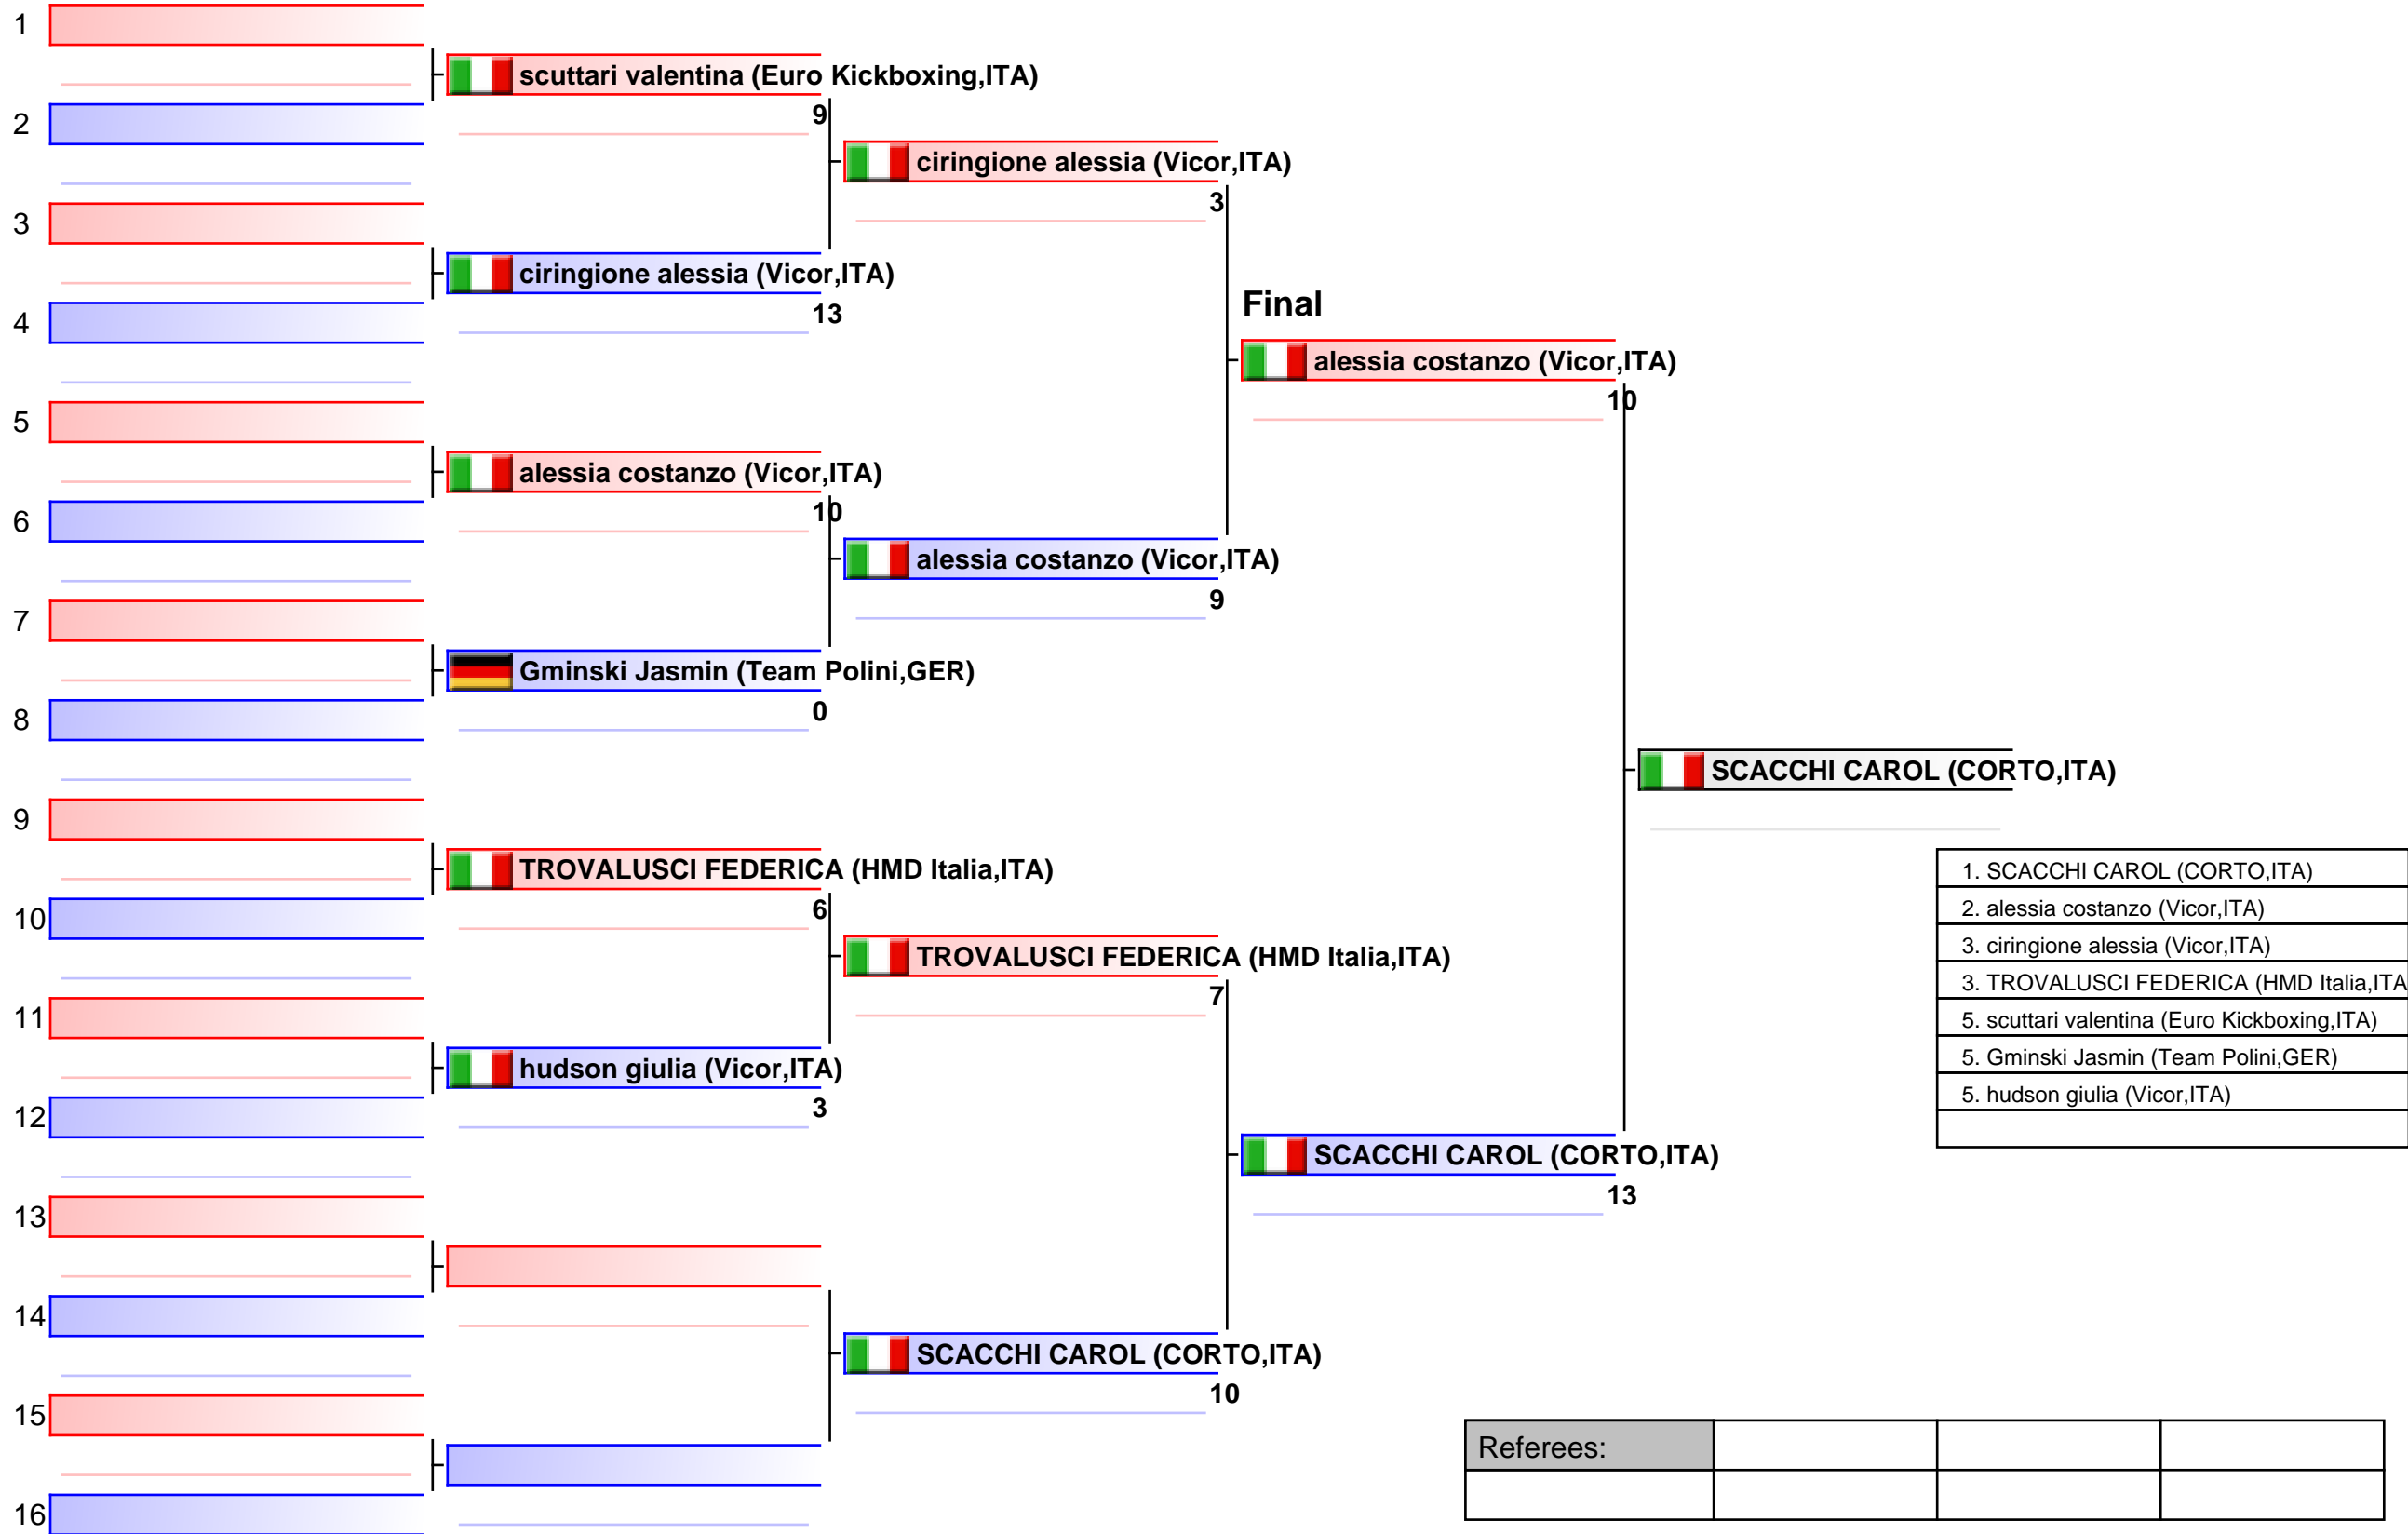 1
scuttari valentina (Euro Kickboxing,ITA)
9
2
ciringione alessia (Vicor,ITA)
3
3
ciringione alessia (Vicor,ITA)
13
4
Final
alessia costanzo (Vicor,ITA)
10
5
alessia costanzo (Vicor,ITA)
10
6
alessia costanzo (Vicor,ITA)
9
7
Gminski Jasmin (Team Polini,GER)
0
8
SCACCHI CAROL (CORTO,ITA)
9
TROVALUSCI FEDERICA (HMD Italia,ITA)
6
10
TROVALUSCI FEDERICA (HMD Italia,ITA)
7
11
hudson giulia (Vicor,ITA)
3
12
SCACCHI CAROL (CORTO,ITA)
13
13
14
SCACCHI CAROL (CORTO,ITA)
10
15
16
1. SCACCHI CAROL (CORTO,ITA)
2. alessia costanzo (Vicor,ITA)
3. ciringione alessia (Vicor,ITA)
3. TROVALUSCI FEDERICA (HMD Italia,ITA
5. scuttari valentina (Euro Kickboxing,ITA)
5. Gminski Jasmin (Team Polini,GER)
5. hudson giulia (Vicor,ITA)
Referees: